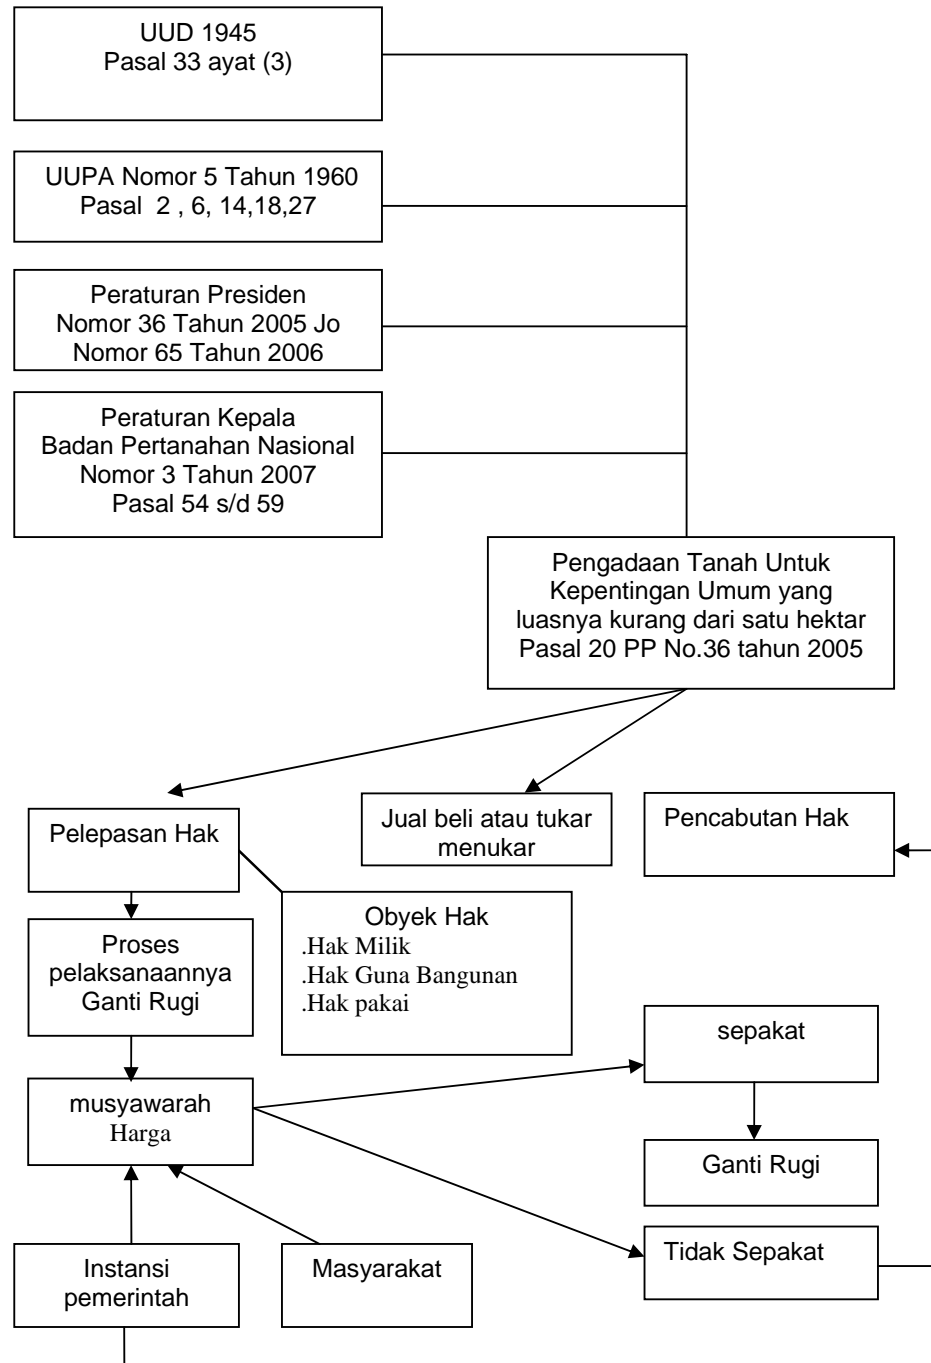 UUD 1945
Pasal 33 ayat (3)
UUPA Nomor 5 Tahun 1960
Pasal 2 , 6, 14,18,27
Peraturan Presiden
Nomor 36 Tahun 2005 Jo
Nomor 65 Tahun 2006
Peraturan Kepala
Badan Pertanahan Nasional
Nomor 3 Tahun 2007
Pasal 54 s/d 59
Pengadaan Tanah Untuk
Kepentingan Umum yang
luasnya kurang dari satu hektar
Pasal 20 PP No.36 tahun 2005
Pelepasan Hak
Jual beli atau tukar
menukar
Pencabutan Hak
Obyek Hak
.Hak Milik
.Hak Guna Bangunan
.Hak pakai
Proses
pelaksanaannya
Ganti Rugi
sepakat
musyawarah
Harga
Ganti Rugi
Instansi
pemerintah
Masyarakat
Tidak Sepakat